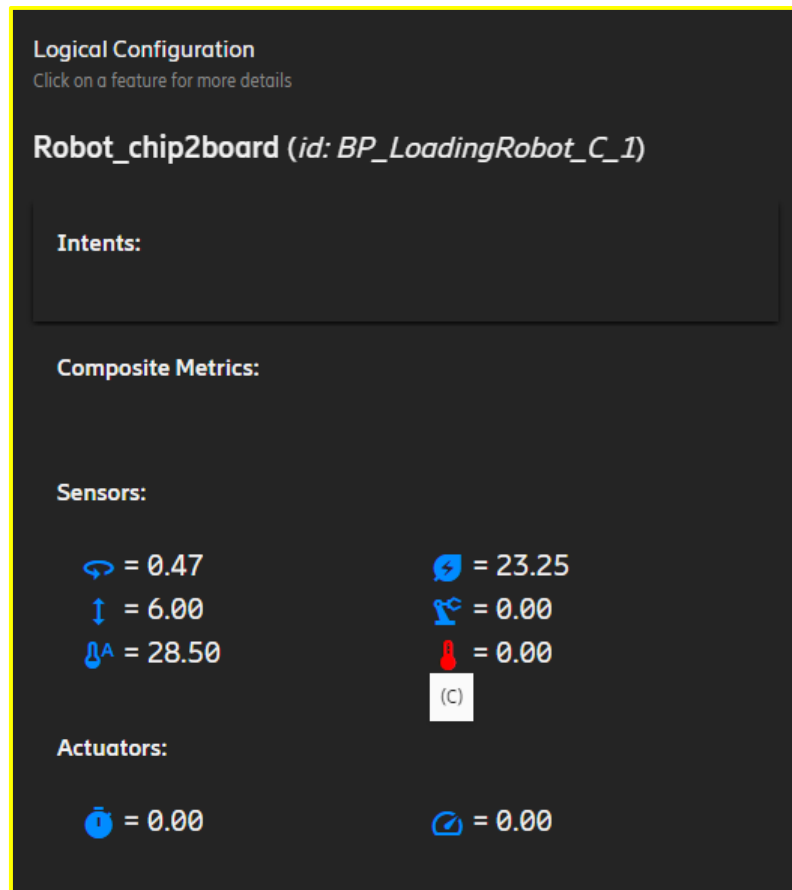 Logical Configuration
Click on a feature for more details
Robot_chip2board (id: BP_LoadingRobot_C_1)
Intents:
Composite Metrics:
Sensors:
= 0.47
= 23.25
= 6.00
C = 0.00
A = 28.50
= 0.00
(C)
Actuators:
= 0.00
= 0.00